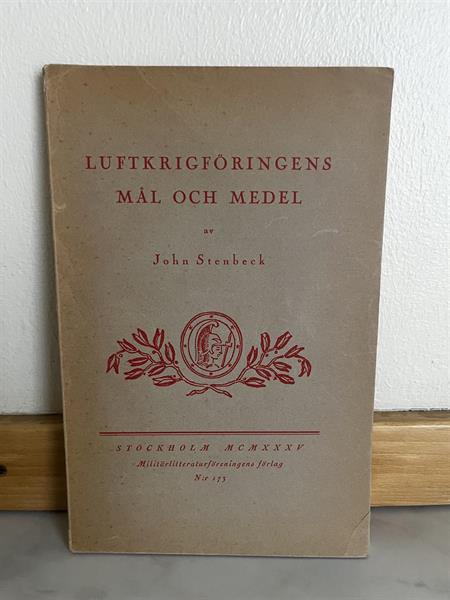 LUFTKRIGFÖRINGENS
MÅL OCH MEDEL
av
John Stenbeck
STOCKHOLM MCMXXXV
Militärlitteraturföreningens förlag
N:r 173